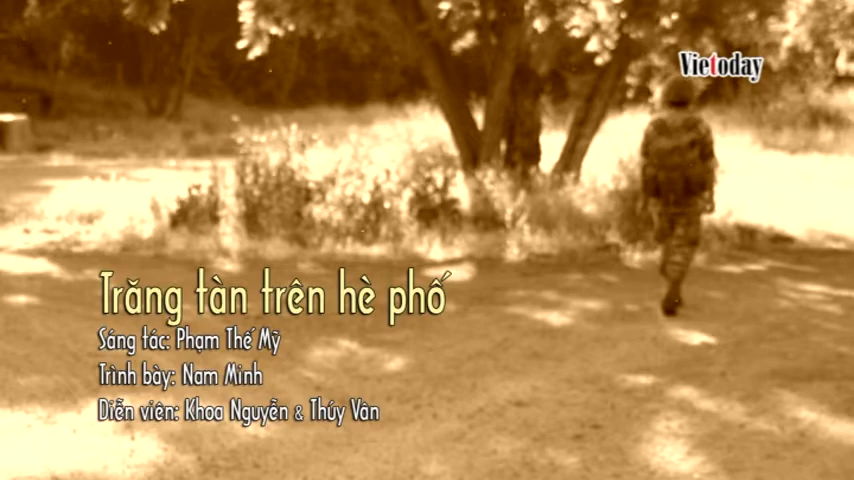 Vietoday
Trăng tàn trên hè phố
Sáng tác: Phạm Thế Mỹ
Trình bày: Nam Minh
Diễn viên: Khoa Nguyễn & Thúy Vân